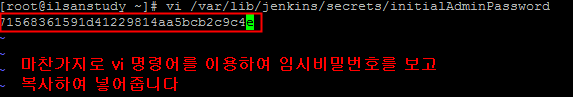 [root@ilsanstudy ~]# vi /var/lib/jenkins/secrets/initialAdminPassword
71568361591d41229814aa5bcb2c9c4e
~
~ 마찬가지로 vi 명령어를 이용하여 임시비밀번호를 보고
~ 복사하여 넣어줍니다
~